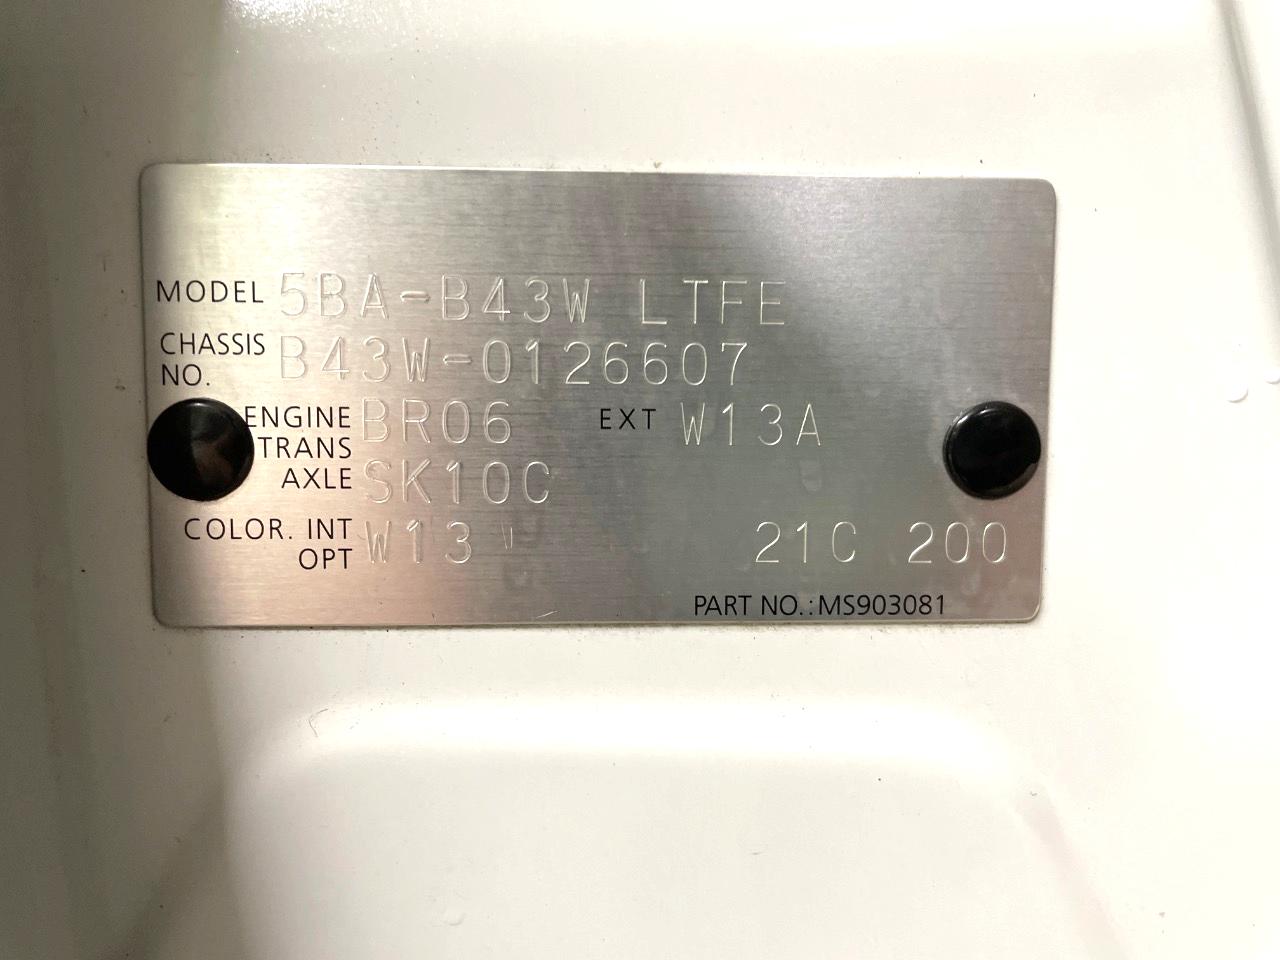 MODEL 5BA-B43W LTFE
CHASSIS NO. B43W-0126607
ENGINE BR06 EXT W13A
TRANS AXLE SK10C
COLOR. INT OPT W13 21C 200
PART NO.:MS903081